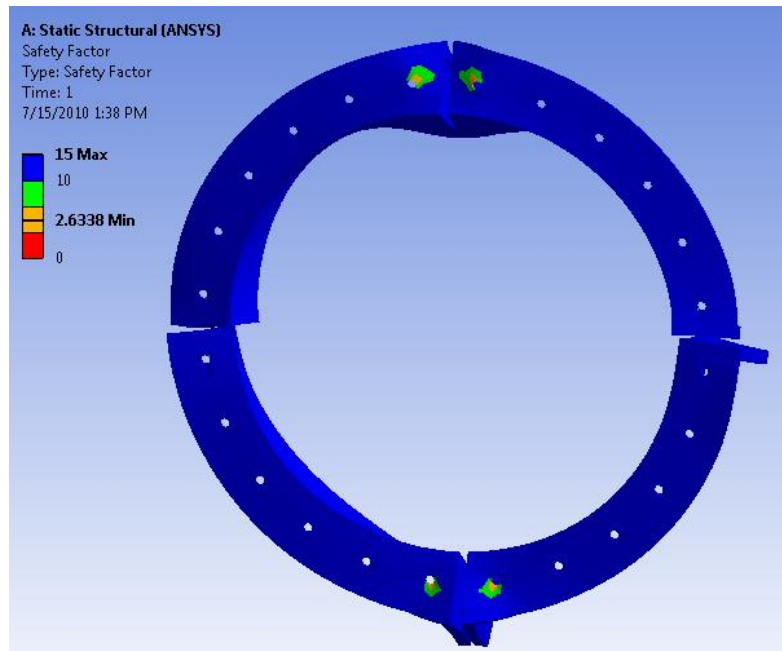 A: Static Structural (ANSYS)
Safety Factor
Type: Safety Factor
Time: 1
7/15/2010 1:38 PM
15 Max
10
2.6338 Min
0